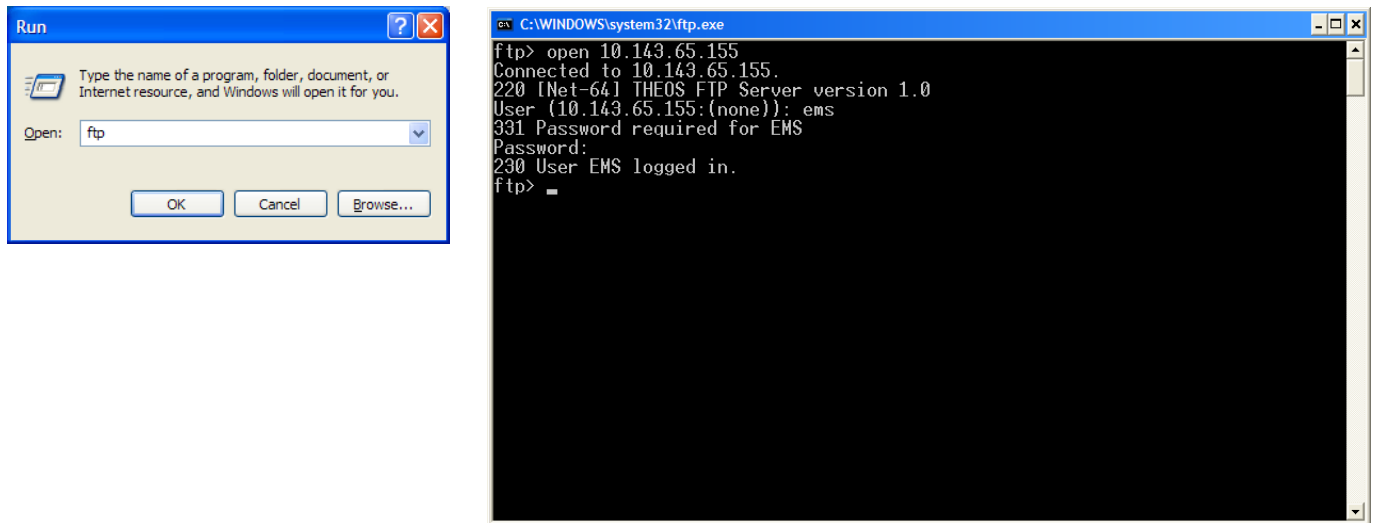 Run
Type the name of a program, folder, document, or
Internet resource, and Windows will open it for you.
Open: ftp
OK Cancel Browse...
C:\WINDOWS\system32\ftp.exe
ftp> open 10.143.65.155
Connected to 10.143.65.155.
220 [Net-64] THEOS FTP Server version 1.0
User (10.143.65.155:(none)): ems
331 Password required for EMS
Password:
230 User EMS logged in.
ftp> _